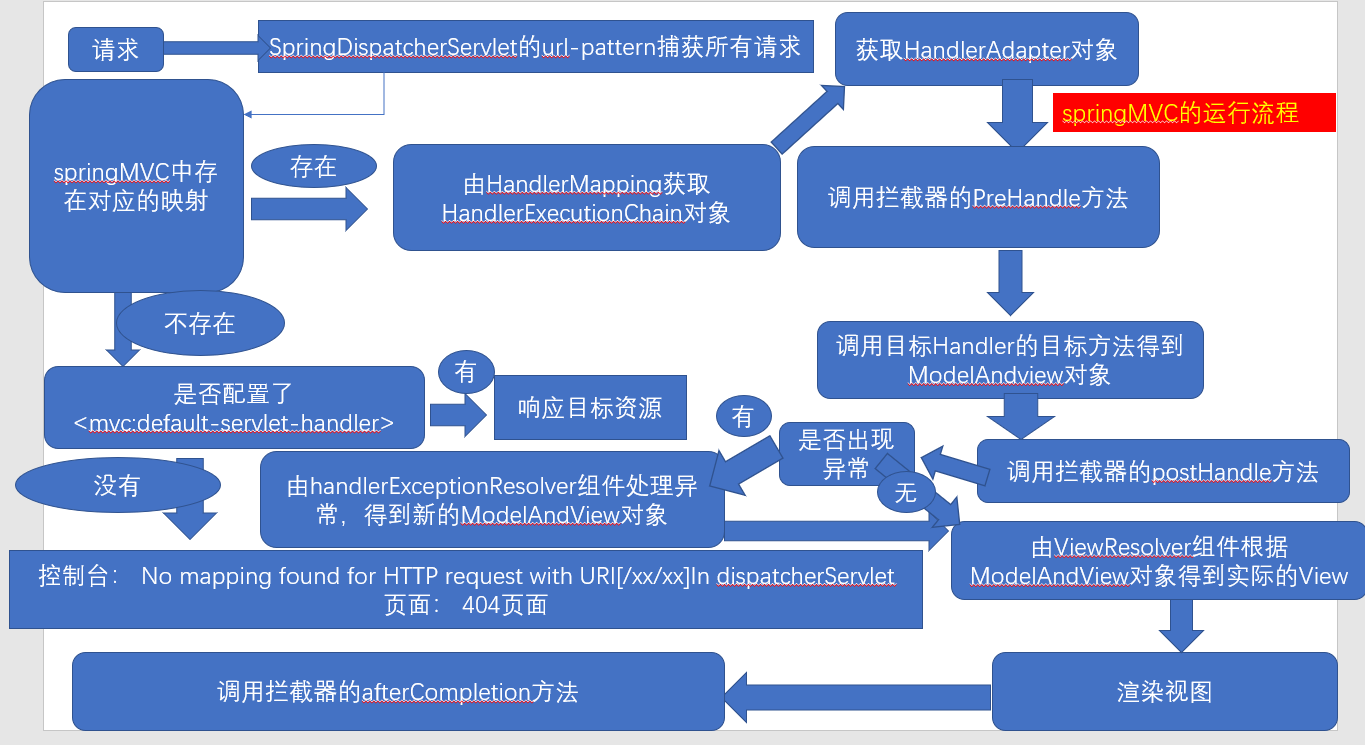 请求
SpringDispatcherServlet的url-pattern捕获所有请求
获取HandlerAdapter对象
springMVC的运行流程
springMVC中存
在对应的映射
存在
由HandlerMapping获取
HandlerExecutionChain对象
调用拦截器的PreHandle方法
不存在
调用目标Handler的目标方法得到
ModelAndview对象
是否配置了
<mvc:default-servlet-handler>
有
响应目标资源
有
是否出现
异常
无
调用拦截器的postHandle方法
没有
由handlerExceptionResolver组件处理异
常，得到新的ModelAndView对象
由ViewResolver组件根据
ModelAndView对象得到实际的View
控制台： No mapping found for HTTP request with URI[/xx/xx]In dispatcherServlet
页面： 404页面
调用拦截器的afterCompletion方法
渲染视图